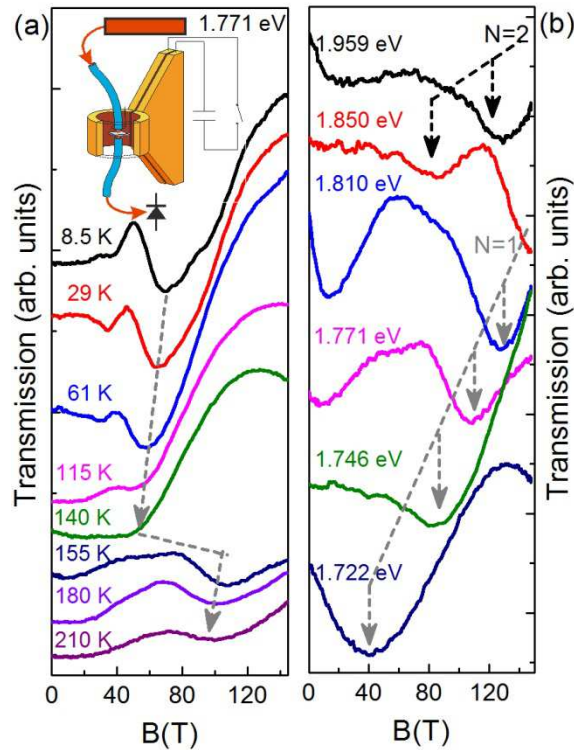 (a)
1.771 eV
8.5 K
29 K
61 K
115 K
140 K
155 K
180 K
210 K
0 40 80 120
B(T)
Transmission (arb. units)
(b)
1.959 eV
N=2
1.850 eV
1.810 eV
N=1
1.771 eV
1.746 eV
1.722 eV
0 40 80 120
B(T)
Transmission (arb. units)